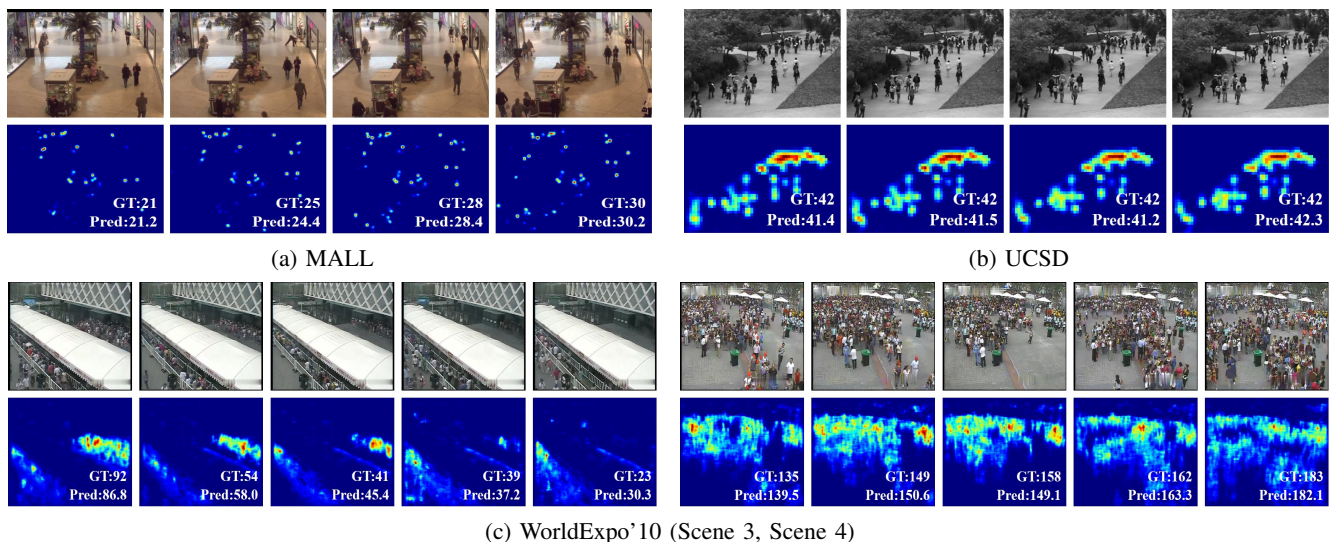 GT:21
Pred:21.2
GT:25
Pred:24.4
GT:28
Pred:28.4
GT:30
Pred:30.2
GT:42
Pred:41.4
GT:42
Pred:41.5
GT:42
Pred:41.2
GT:42
Pred:42.3
(a) MALL
(b) UCSD
GT:92
Pred:86.8
GT:54
Pred:58.0
GT:41
Pred:45.4
GT:39
Pred:37.2
GT:23
Pred:30.3
GT:135
Pred:139.5
GT:149
Pred:150.6
GT:158
Pred:149.1
GT:162
Pred:163.3
GT:183
Pred:182.1
(c) WorldExpo'10 (Scene 3, Scene 4)